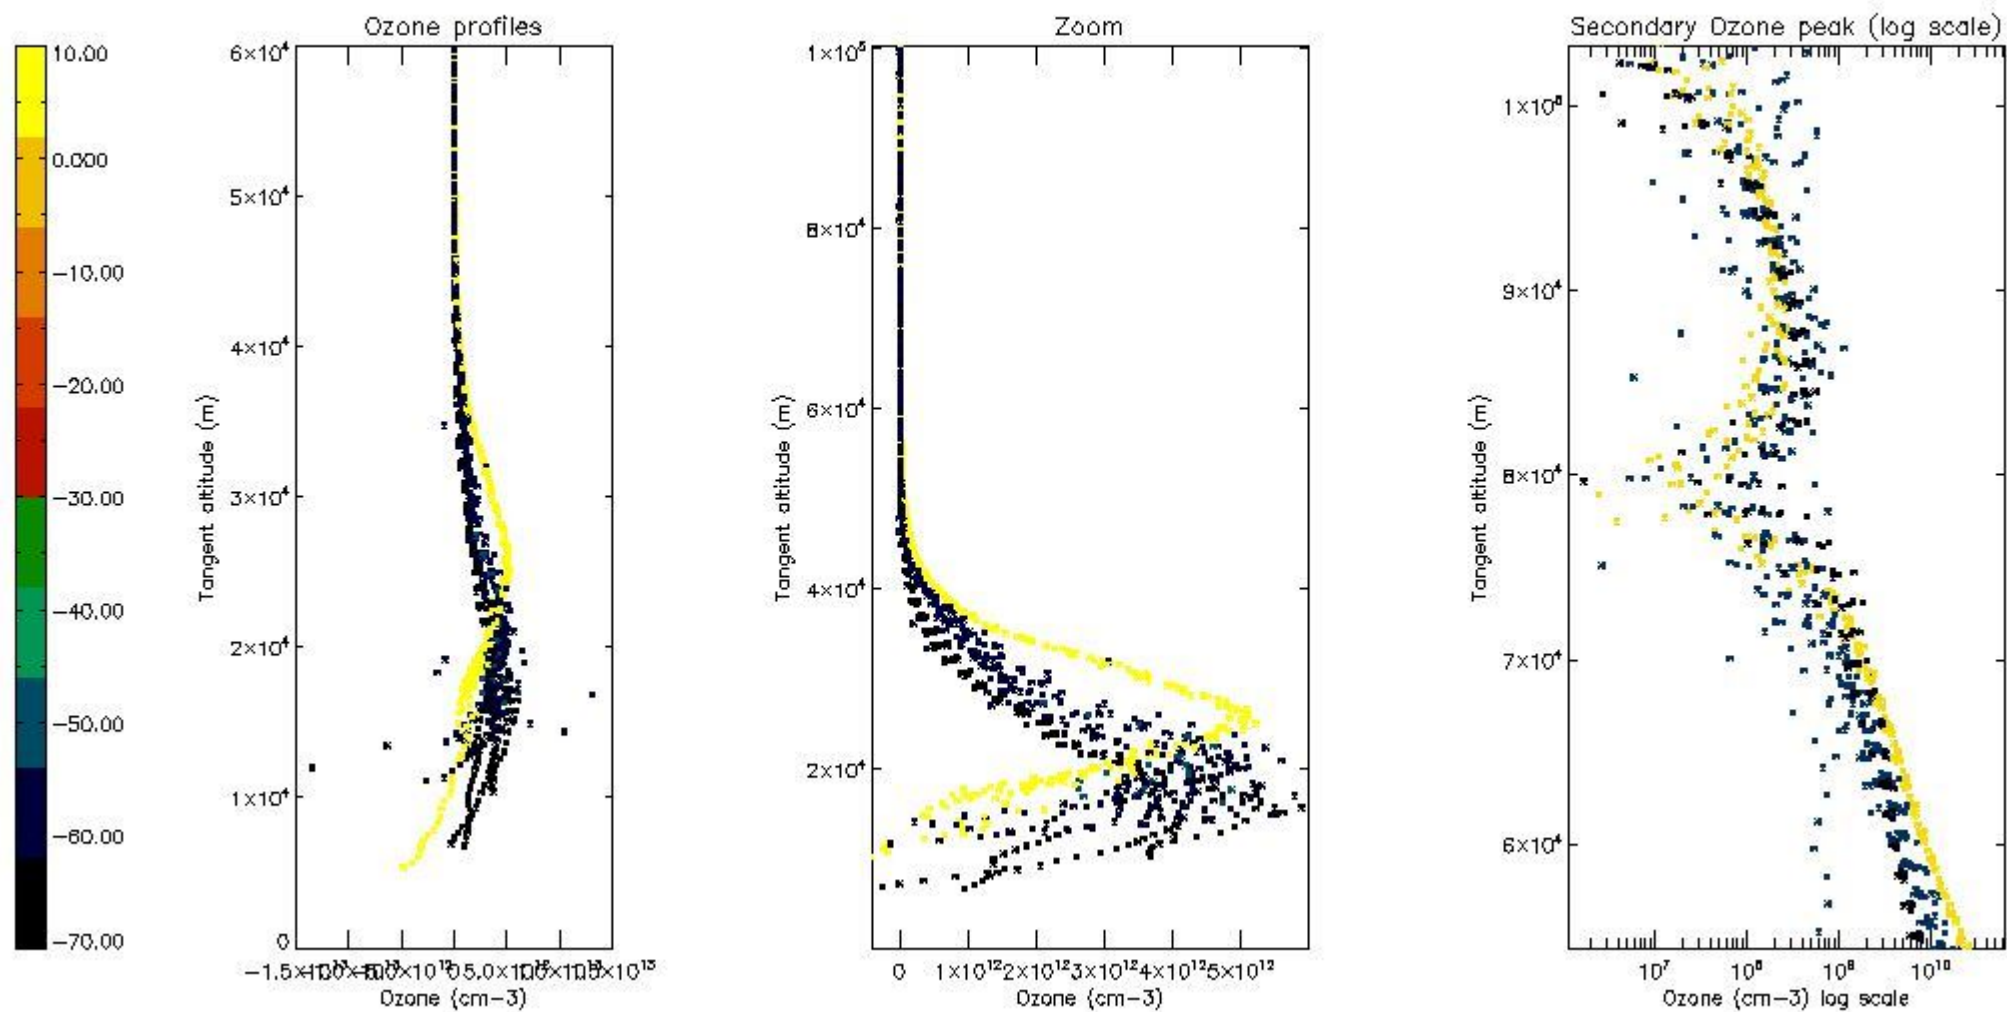 Ozone profiles
Zoom
Secondary Ozone peak (log scale)
10.00
0.00
-10.00
-20.00
-30.00
-40.00
-50.00
-60.00
-70.00
6×10⁴
5×10⁴
4×10⁴
3×10⁴
2×10⁴
1×10⁴
0
Tangent altitude (m)
Ozone (cm-3)
1×10⁵
8×10⁴
6×10⁴
4×10⁴
2×10⁴
Tangent altitude (m)
0 1×10¹² 2×10¹² 3×10¹² 4×10¹² 5×10¹²
Ozone (cm-3)
9×10⁴
8×10⁴
7×10⁴
6×10⁴
Tangent altitude (m)
10⁷ 10⁸ 10⁹ 10¹⁰
Ozone (cm-3) log scale